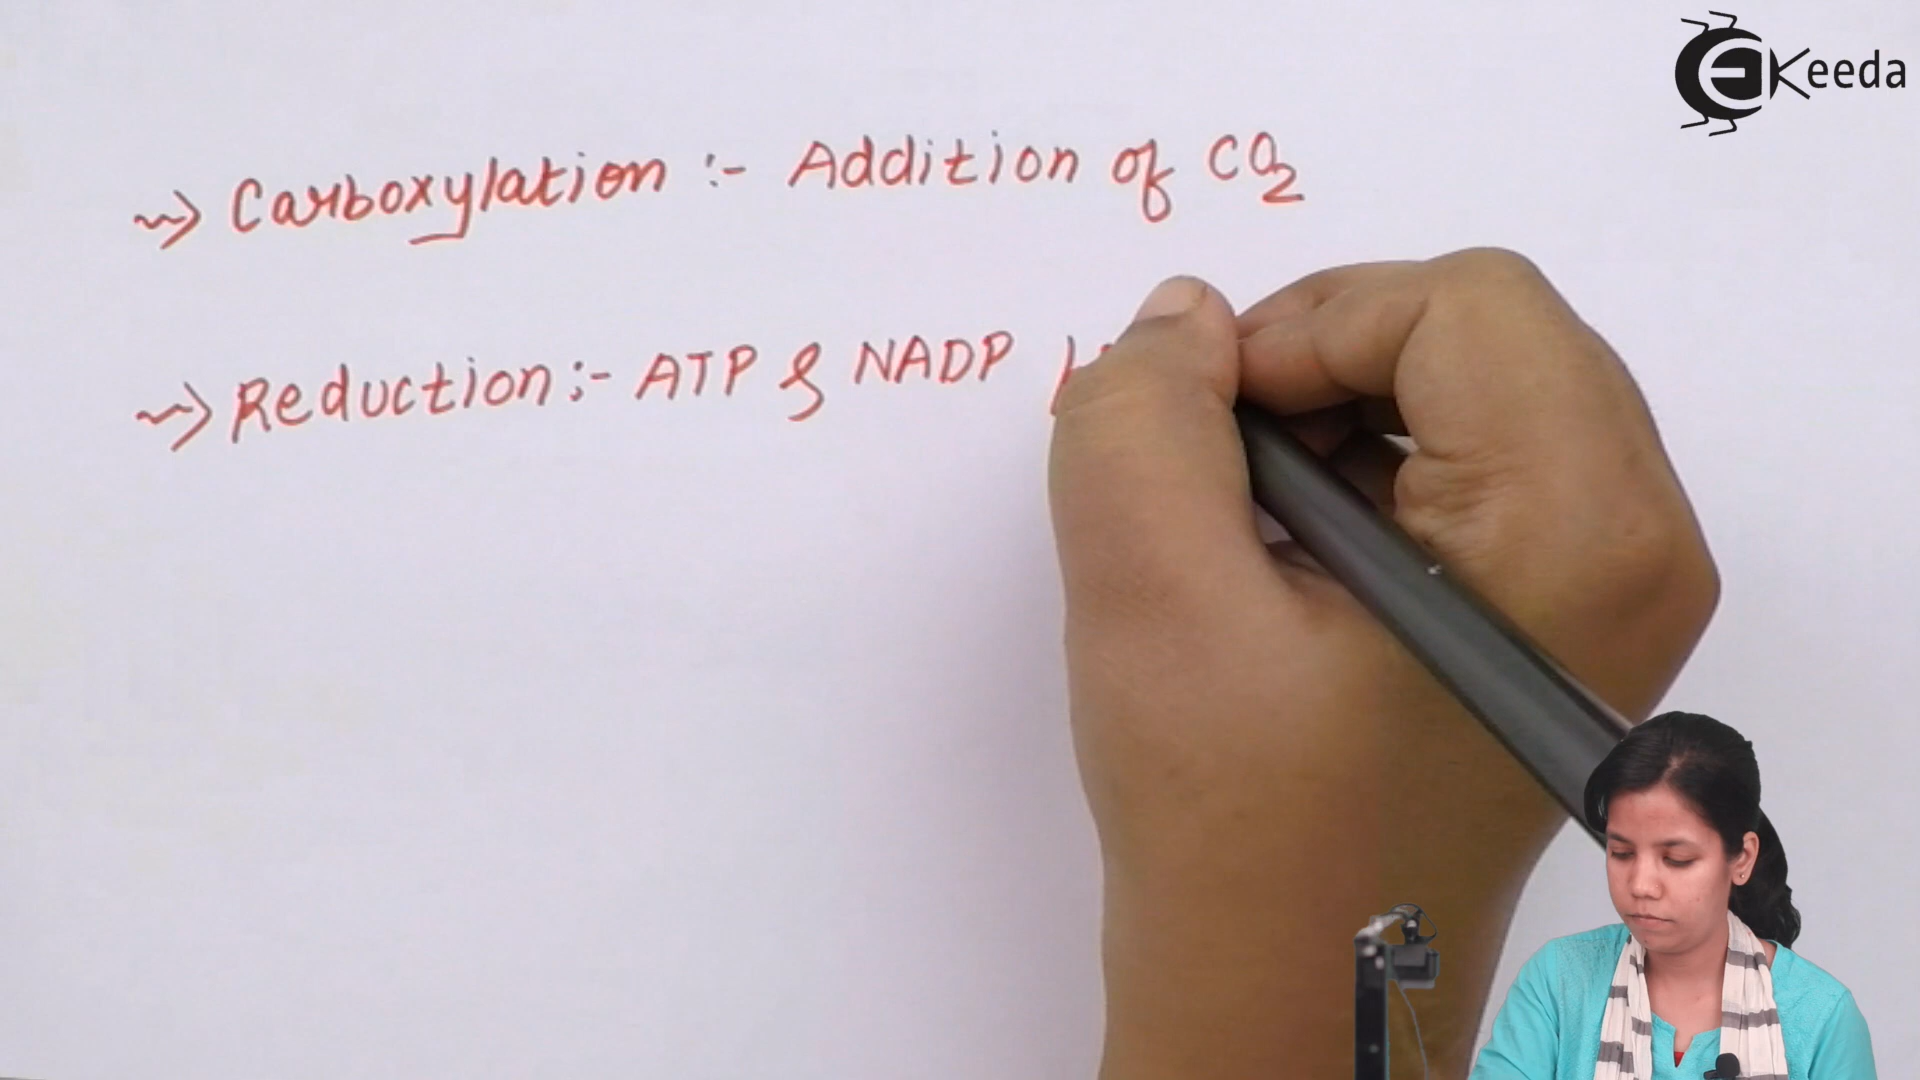 Keeda
~> Carboxylation :- Addition of CO2
~> Reduction :- ATP & NADP